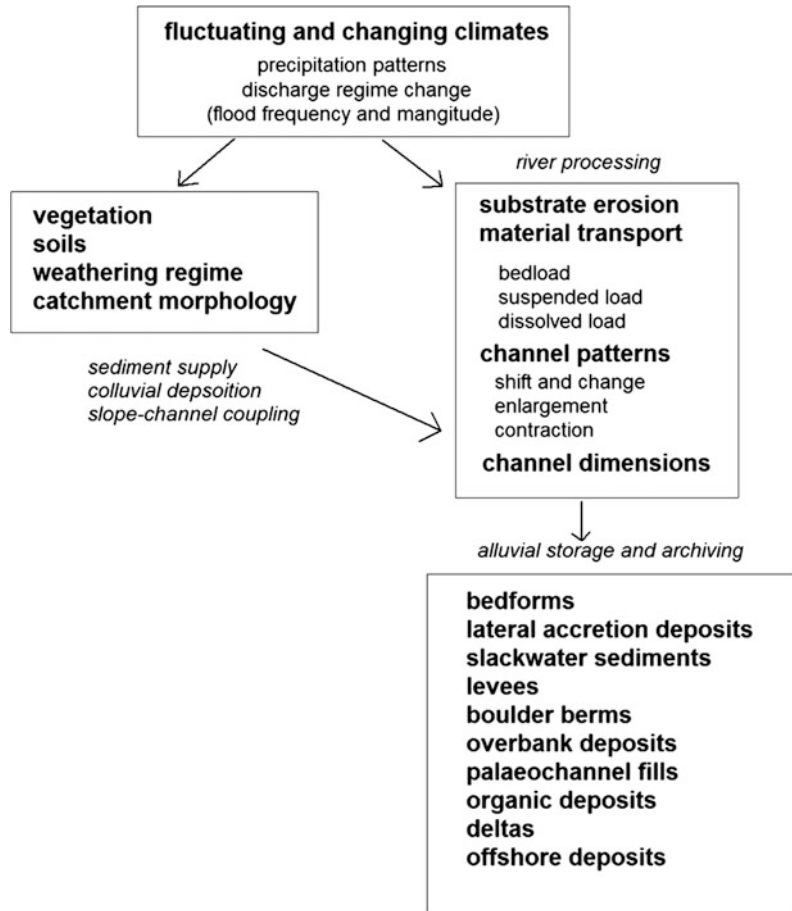 fluctuating and changing climates
precipitation patterns
discharge regime change
(flood frequency and mangitude)
river processing
vegetation
soils
weathering regime
catchment morphology
sediment supply
colluvial depsoition
slope-channel coupling
substrate erosion
material transport
bedload
suspended load
dissolved load
channel patterns
shift and change
enlargement
contraction
channel dimensions
alluvial storage and archiving
bedforms
lateral accretion deposits
slackwater sediments
levees
boulder berms
overbank deposits
palaeochannel fills
organic deposits
deltas
offshore deposits